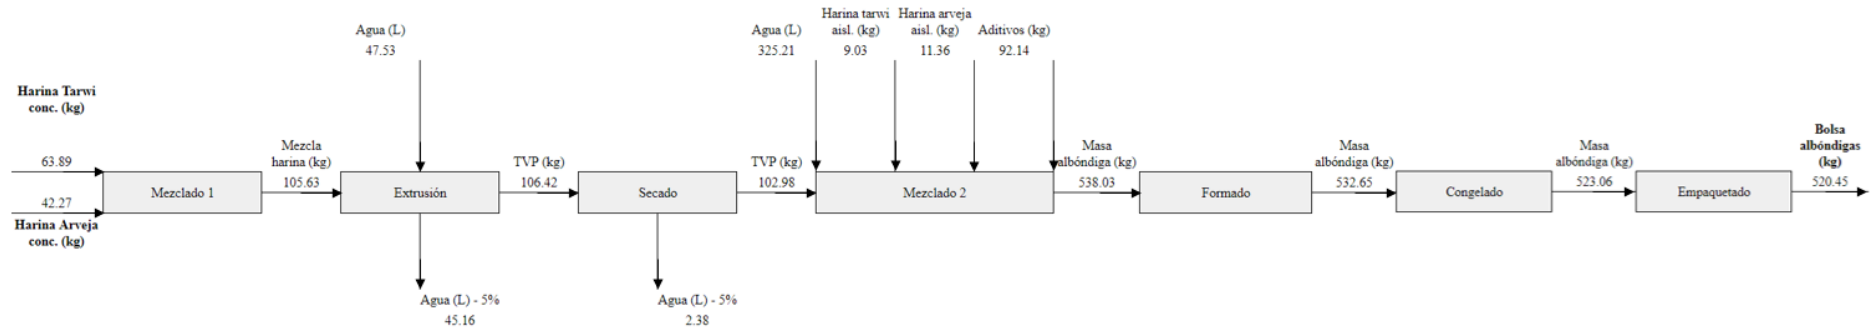 Agua (L)
47.53
Agua (L)
325.21
Harina tarwi
aisl. (kg)
9.03
Harina arveja
aisl. (kg)
11.36
Aditivos (kg)
92.14
Harina Tarwi
conc. (kg)
63.89
42.27
Harina Arveja
conc. (kg)
Mezclado 1
Mezcla
harina (kg)
105.63
Extrusión
TVP (kg)
106.42
Secado
TVP (kg)
102.98
Mezclado 2
Masa
albóndiga (kg)
538.03
Formado
Masa
albóndiga (kg)
532.65
Congelado
Masa
albóndiga (kg)
523.06
Empaquetado
Bolsa
albóndigas
(kg)
520.45
Agua (L) - 5%
45.16
Agua (L) - 5%
2.38